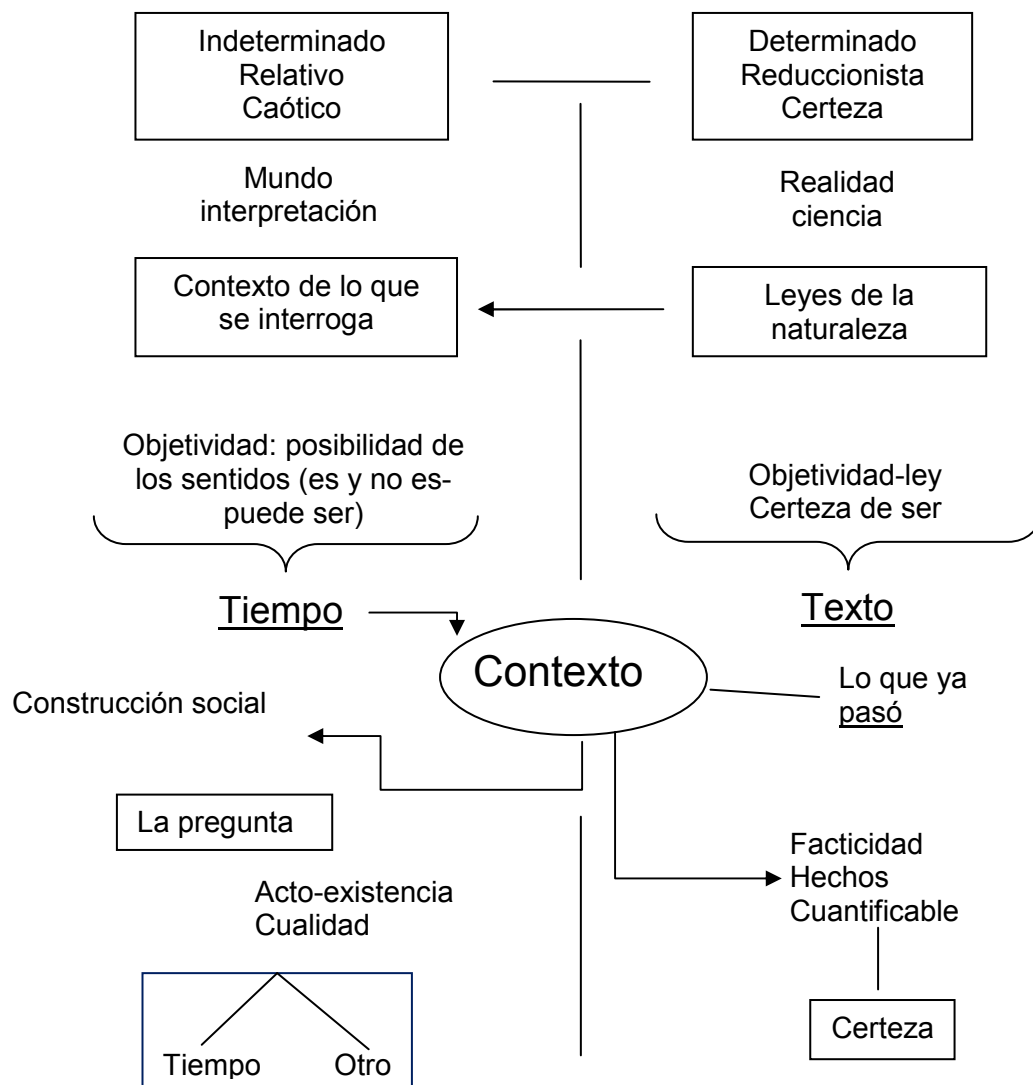 Indeterminado
Relativo
Caótico
Determinado
Reduccionista
Certeza
Mundo
interpretación
Realidad
ciencia
Contexto de lo que
se interroga
Leyes de la
naturaleza
Objetividad: posibilidad de
los sentidos (es y no es-
puede ser)
Objetividad-ley
Certeza de ser
Tiempo
Texto
Contexto
Lo que ya
pasó
Construcción social
La pregunta
Facticidad
Hechos
Cuantificable
Acto-existencia
Cualidad
Certeza
Tiempo
Otro